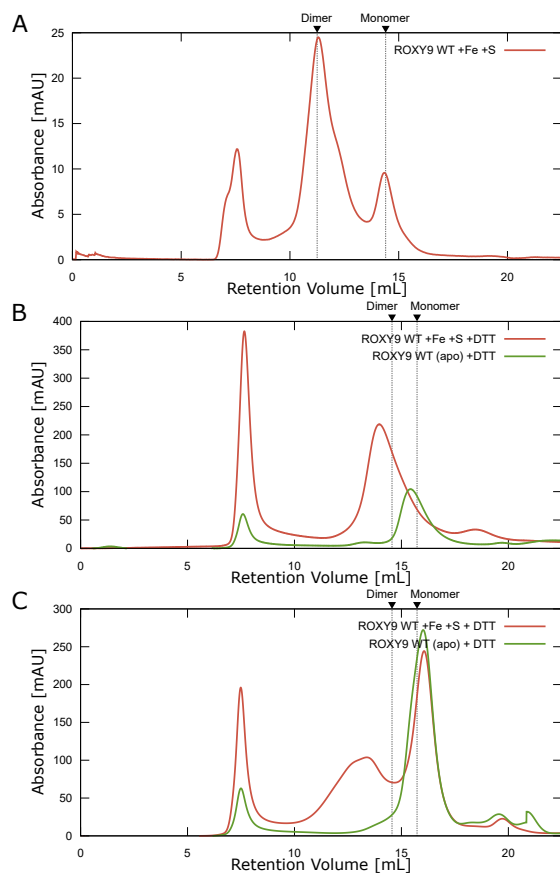 A
Dimer Monomer
25
20
15
10
5
0
Absorbance [mAU]
ROXY9 WT +Fe +S
0 5 10 15 20
Retention Volume [mL]
B
Dimer Monomer
400
350
300
250
200
150
100
50
0
Absorbance [mAU]
ROXY9 WT +Fe +S +DTT
ROXY9 WT (apo) +DTT
0 5 10 15 20
Retention Volume [mL]
C
Dimer Monomer
300
250
200
150
100
50
0
Absorbance [mAU]
ROXY9 WT +Fe +S + DTT
ROXY9 WT (apo) + DTT
0 5 10 15 20
Retention Volume [mL]